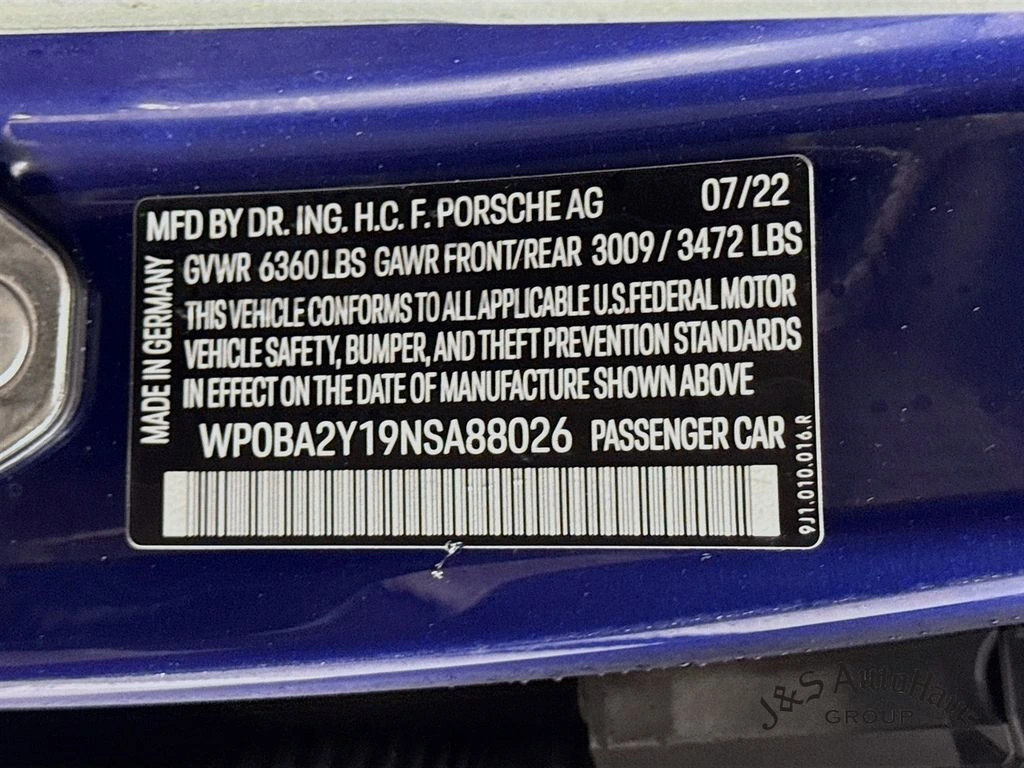 MFD BY DR. ING. H.C. F. PORSCHE AG 07/22
GVWR 6360 LBS GAWR FRONT/REAR 3009 / 3472 LBS
THIS VEHICLE CONFORMS TO ALL APPLICABLE U.S. FEDERAL MOTOR
VEHICLE SAFETY, BUMPER, AND THEFT PREVENTION STANDARDS
IN EFFECT ON THE DATE OF MANUFACTURE SHOWN ABOVE
WP0BA2Y19NSA88026 PASSENGER CAR
MADE IN GERMANY
9J1.010.016.R
J&S AutoHaus
GROUP